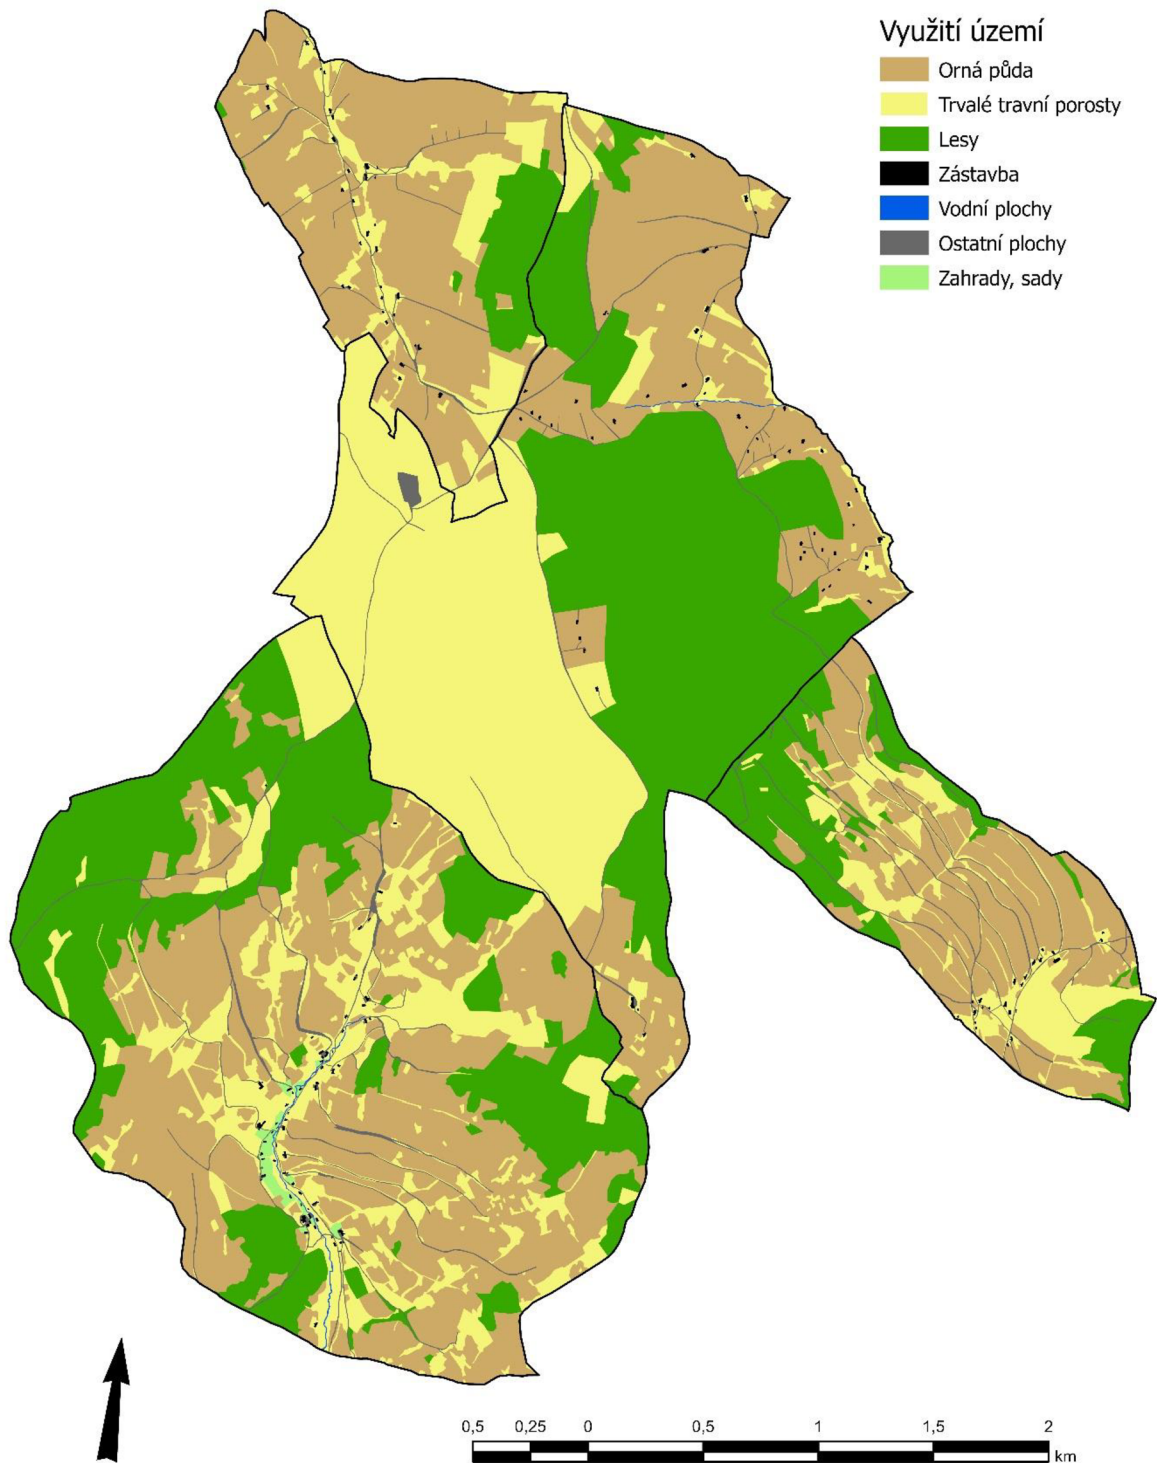 Využití území
Orná půda
Trvalé travní porosty
Lesy
Zástavba
Vodní plochy
Ostatní plochy
Zahrady, sady
0,5 0,25 0 0,5 1 1,5 2
km